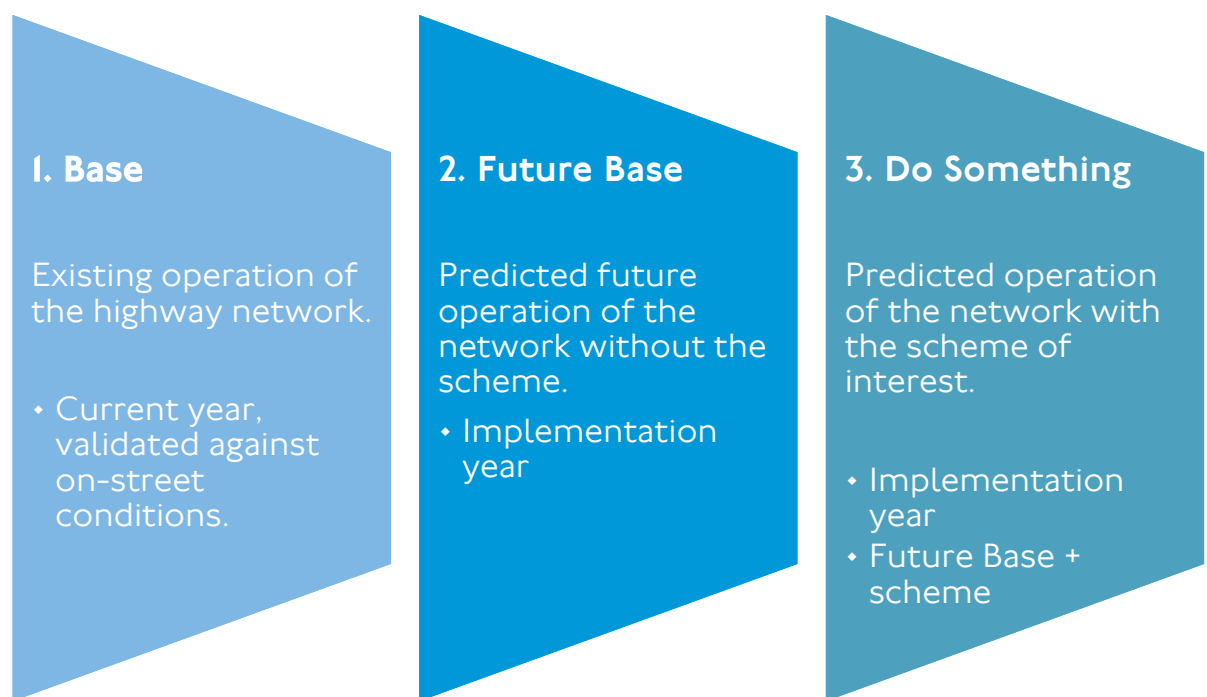 1. Base
Existing operation of
the highway network.
• Current year,
validated against
on-street
conditions.
2. Future Base
Predicted future
operation of the
network without the
scheme.
• Implementation
year
3. Do Something
Predicted operation
of the network with
the scheme of
interest.
• Implementation
year
• Future Base +
scheme